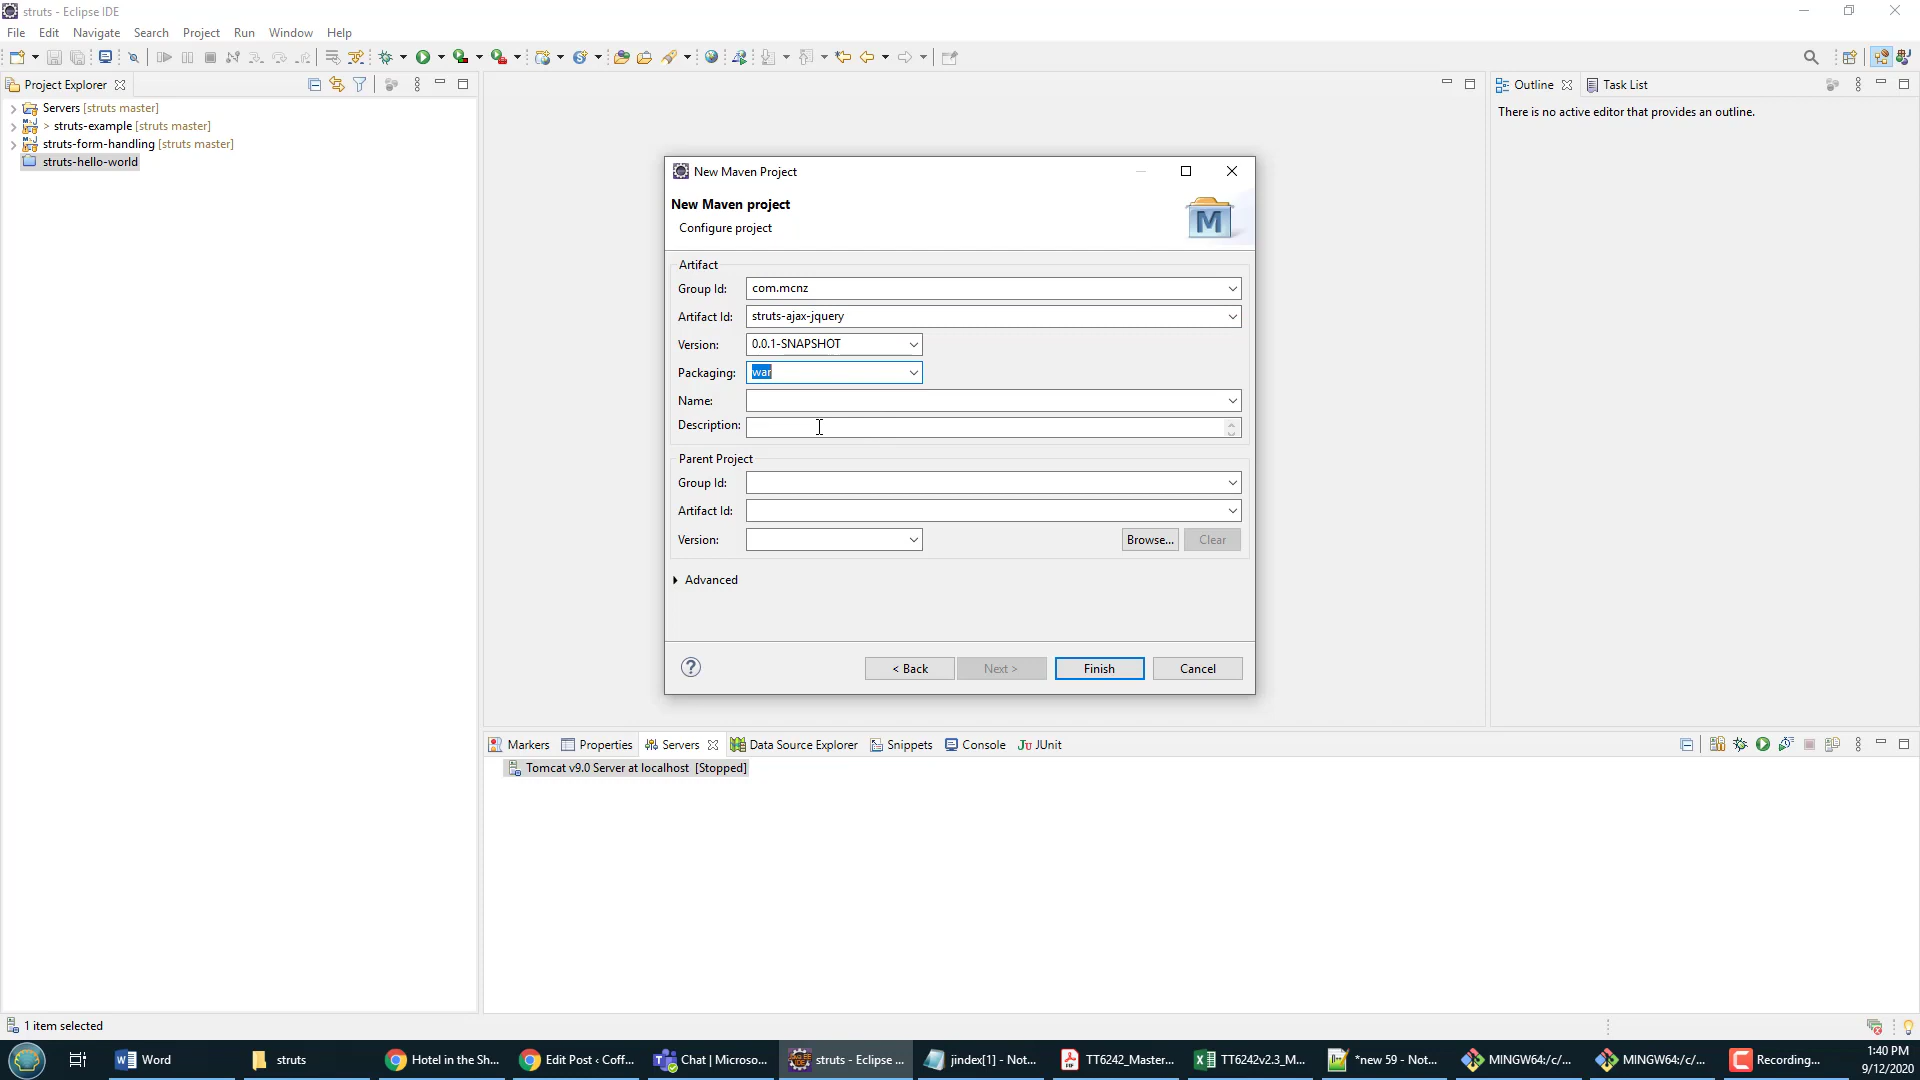 struts - Eclipse IDE
File Edit Navigate Search Project Run Window Help
Project Explorer
Outline Task List
Servers [struts master]
> struts-example [struts master]
struts-form-handling [struts master]
struts-hello-world
There is no active editor that provides an outline.
New Maven Project
New Maven project
Configure project
M
Artifact
Group Id: com.mcnz
Artifact Id: struts-ajax-jquery
Version: 0.0.1-SNAPSHOT
Packaging: war
Name:
Description:
Parent Project
Group Id:
Artifact Id:
Version:
Browse... Clear
Advanced
< Back Next > Finish Cancel
Markers Properties Servers Data Source Explorer Snippets Console Ju JUnit
Tomcat v9.0 Server at localhost [Stopped]
1 item selected
Word struts Hotel in the Sh... Edit Post ‹ Coff... Chat | Microso... struts - Eclipse ... jindex[1] - Not... TT6242_Master... TT6242v2.3_M... *new 59 - Not... MINGW64:/c/... MINGW64:/c/... Recording...
1:40 PM
9/12/2020